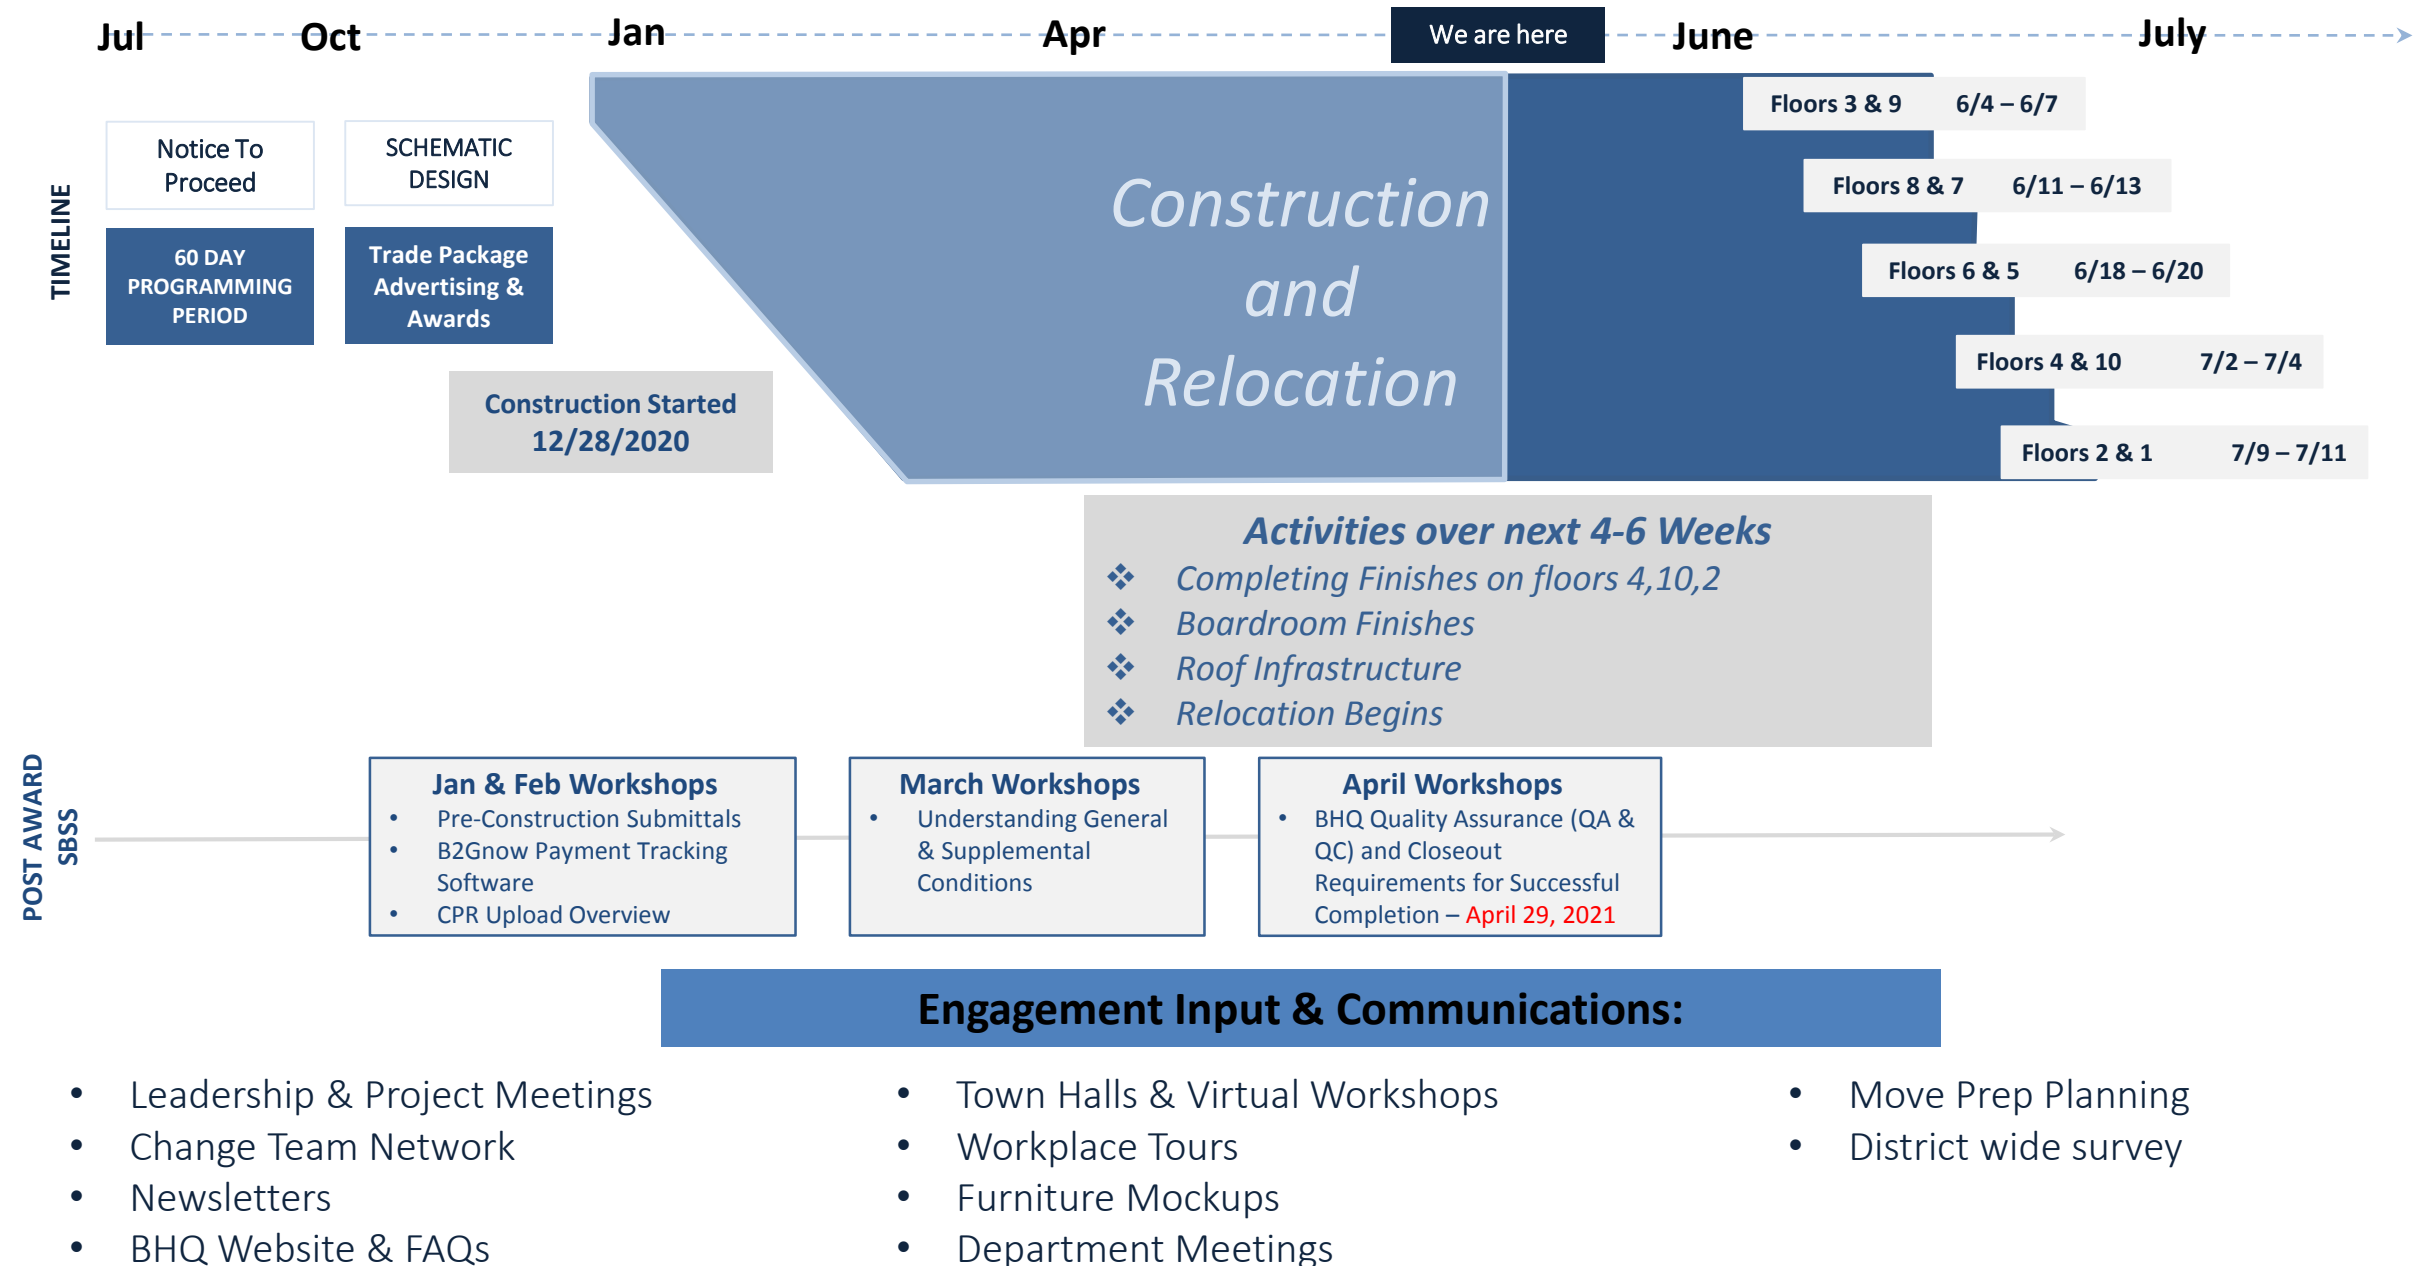 Jul
Oct
Jan
Apr
We are here
June
July
TIMELINE
Notice To
Proceed
SCHEMATIC
DESIGN
60 DAY
PROGRAMMING
PERIOD
Trade Package
Advertising &
Awards
Construction Started
12/28/2020
Construction
and
Relocation
Floors 3 & 9 6/4 – 6/7
Floors 8 & 7 6/11 – 6/13
Floors 6 & 5 6/18 – 6/20
Floors 4 & 10 7/2 – 7/4
Floors 2 & 1 7/9 – 7/11
Activities over next 4-6 Weeks
❖ Completing Finishes on floors 4,10,2
❖ Boardroom Finishes
❖ Roof Infrastructure
❖ Relocation Begins
POST AWARD
SBSS
Jan & Feb Workshops
• Pre-Construction Submittals
• B2Gnow Payment Tracking
Software
• CPR Upload Overview
March Workshops
• Understanding General
& Supplemental
Conditions
April Workshops
• BHQ Quality Assurance (QA &
QC) and Closeout
Requirements for Successful
Completion – April 29, 2021
Engagement Input & Communications:
• Leadership & Project Meetings
• Change Team Network
• Newsletters
• BHQ Website & FAQs
• Town Halls & Virtual Workshops
• Workplace Tours
• Furniture Mockups
• Department Meetings
• Move Prep Planning
• District wide survey